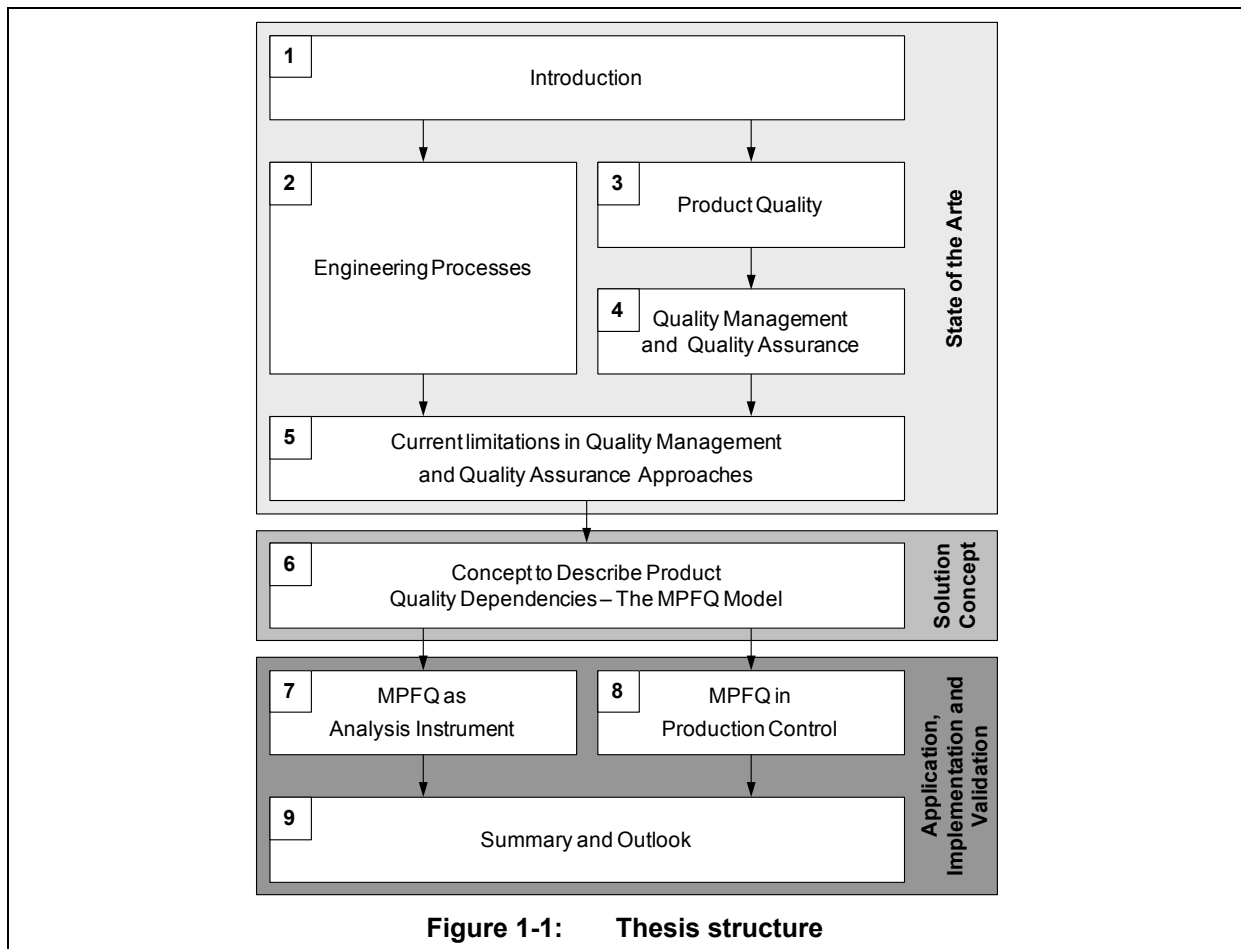 1
Introduction
2
Engineering Processes
3
Product Quality
4
Quality Management
and Quality Assurance
5
Current limitations in Quality Management
and Quality Assurance Approaches
State of the Arte
6
Concept to Describe Product
Quality Dependencies – The MPFQ Model
Solution
Concept
7
MPFQ as
Analysis Instrument
8
MPFQ in
Production Control
9
Summary and Outlook
Application,
Implementation and
Validation
Figure 1-1: Thesis structure